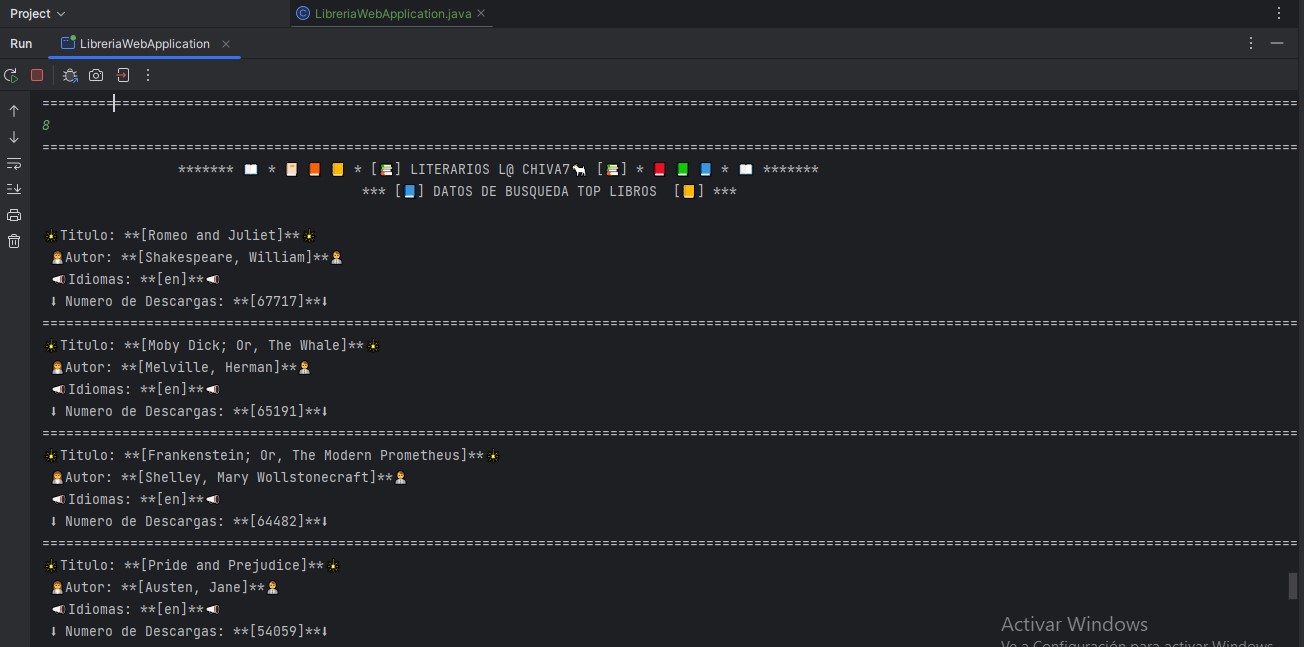 Project
LibreriaWebApplication.java
Run LibreriaWebApplication
================================================================================================================================================================
8
================================================================================================================================================================
******* 📖 * 📜 📙 📒 * [📚] LITERARIOS L@ CHIVA7🐐 [📚] * 📕 📗 📘 * 📖 *******
*** [📘] DATOS DE BUSQUEDA TOP LIBROS [📒] ***
Titulo: **[Romeo and Juliet]**
Autor: **[Shakespeare, William]**
Idiomas: **[en]**
⬇ Numero de Descargas: **[67717]**⬇
================================================================================================================================================================
Titulo: **[Moby Dick; Or, The Whale]**
Autor: **[Melville, Herman]**
Idiomas: **[en]**
⬇ Numero de Descargas: **[65191]**⬇
================================================================================================================================================================
Titulo: **[Frankenstein; Or, The Modern Prometheus]**
Autor: **[Shelley, Mary Wollstonecraft]**
Idiomas: **[en]**
⬇ Numero de Descargas: **[64482]**⬇
================================================================================================================================================================
Titulo: **[Pride and Prejudice]**
Autor: **[Austen, Jane]**
Idiomas: **[en]**
⬇ Numero de Descargas: **[54059]**⬇
Activar Windows
Ve a Configuración para activar Windows.